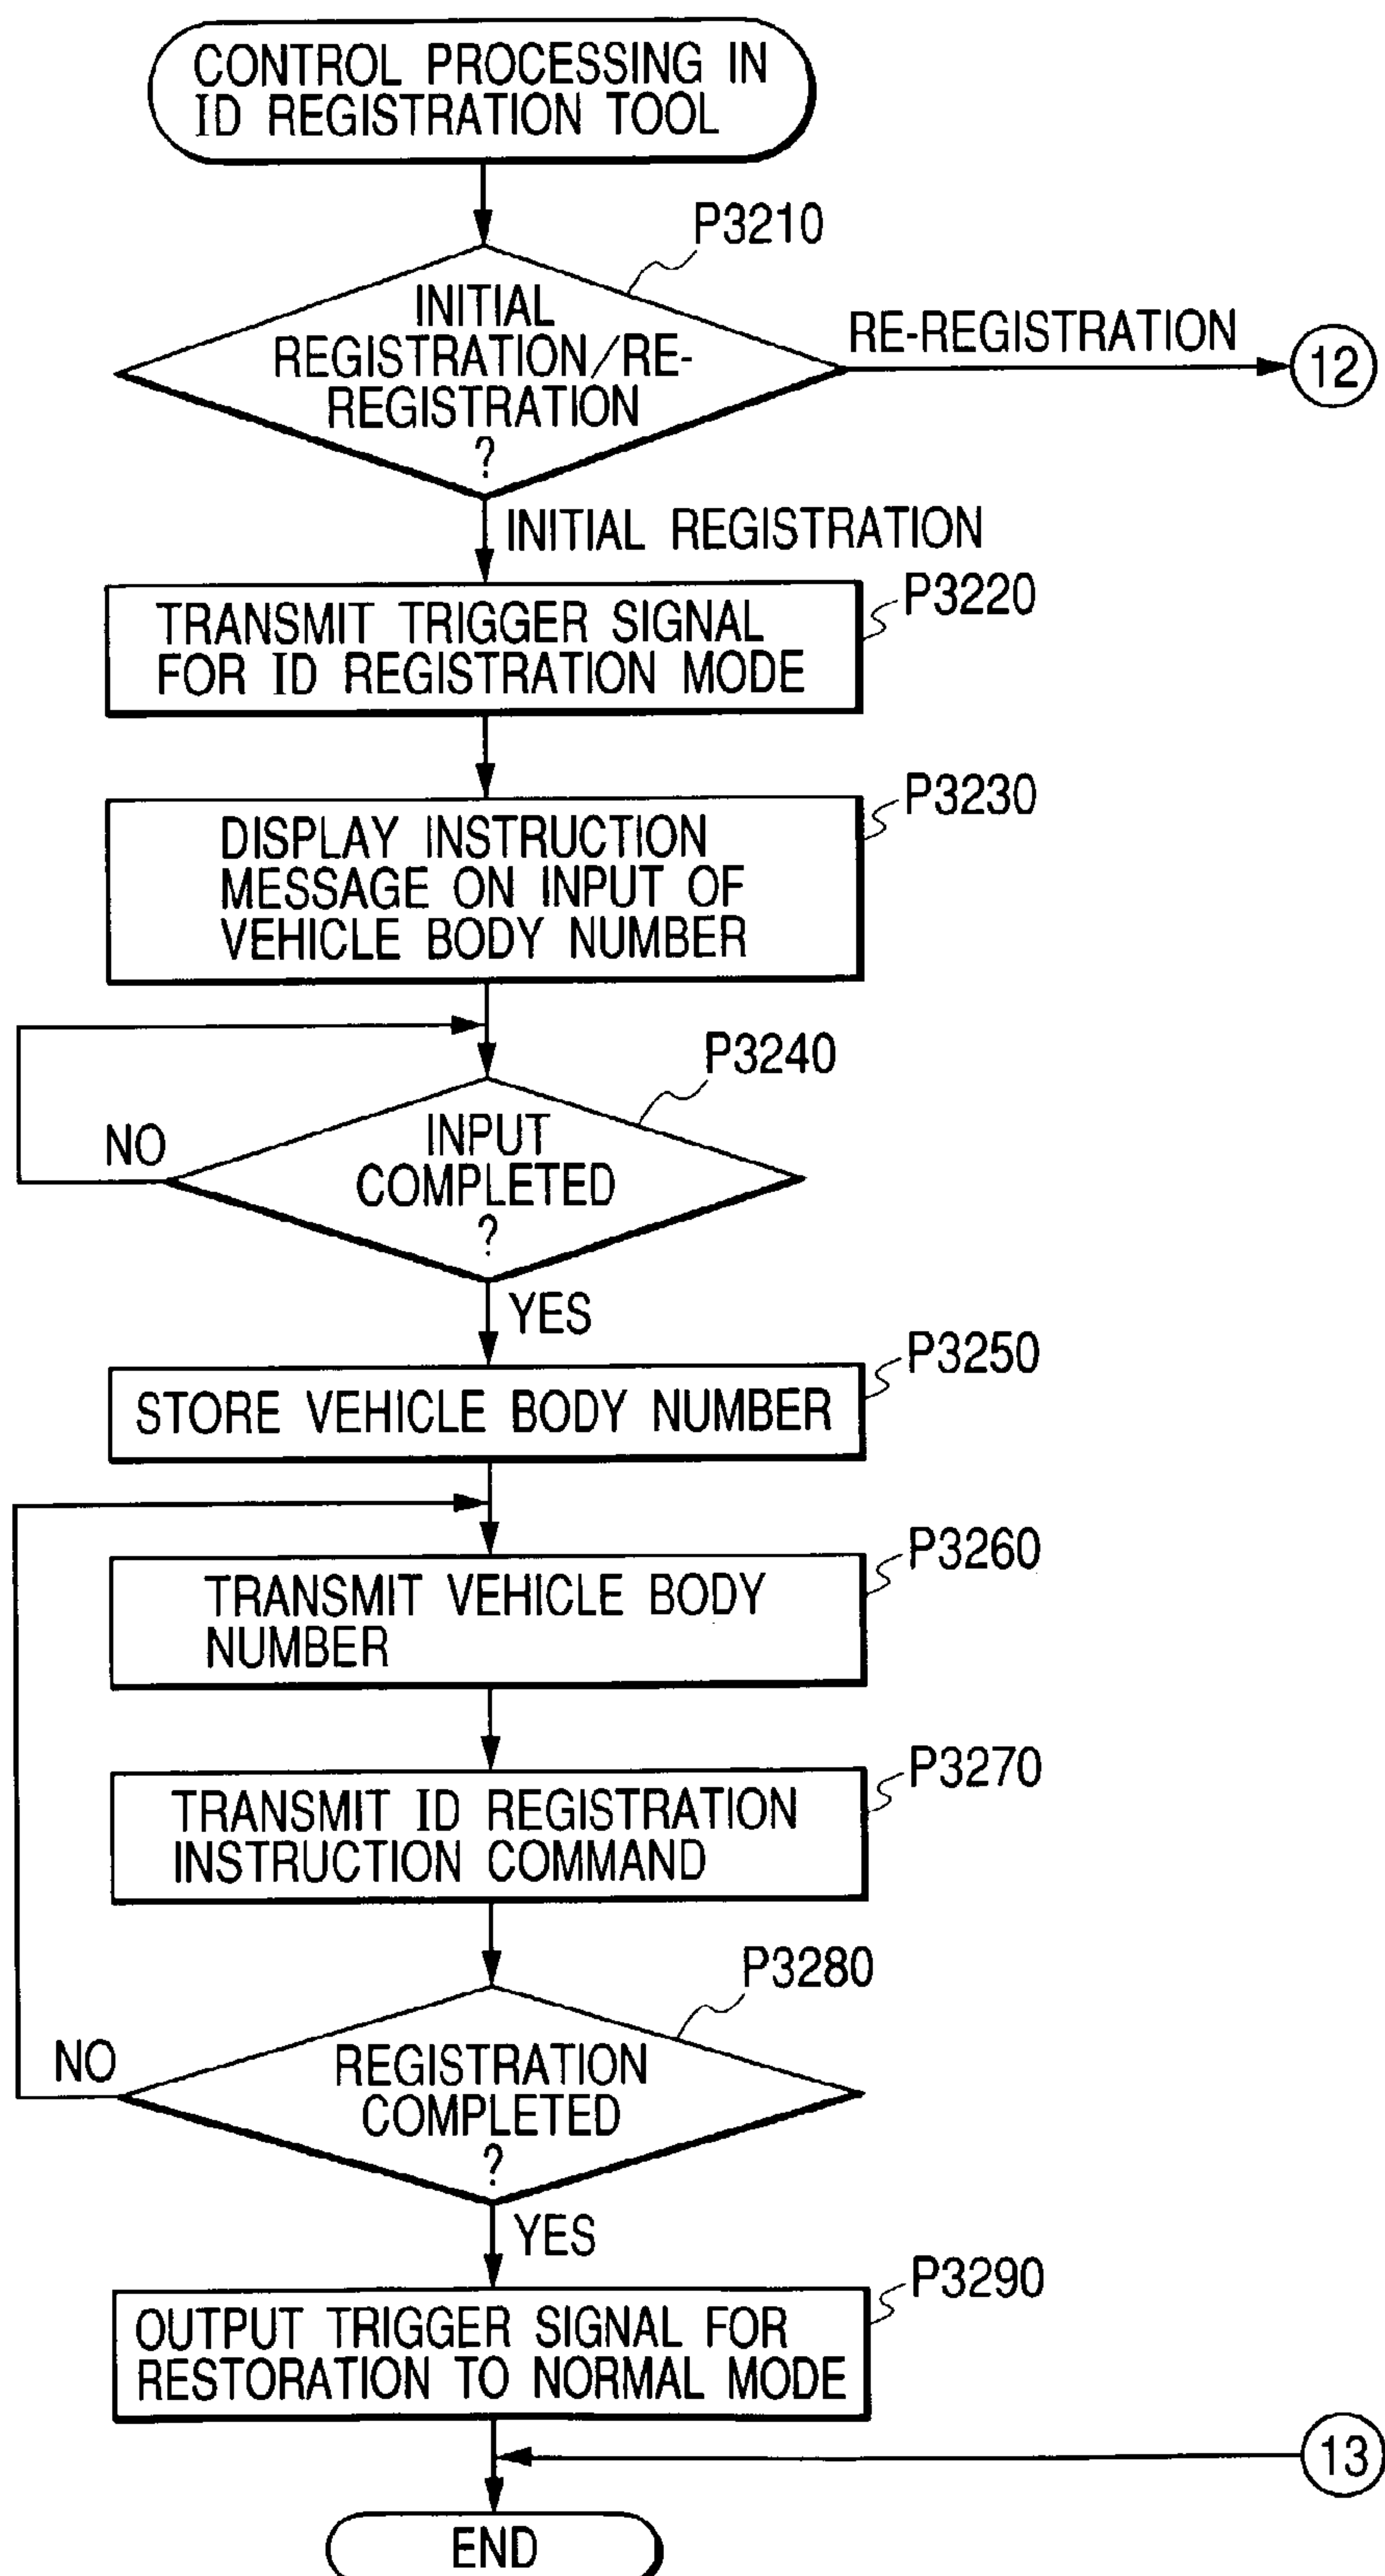 CONTROL PROCESSING IN
ID REGISTRATION TOOL
P3210
INITIAL
REGISTRATION/RE-
REGISTRATION
?
RE-REGISTRATION
12
INITIAL REGISTRATION
P3220
TRANSMIT TRIGGER SIGNAL
FOR ID REGISTRATION MODE
P3230
DISPLAY INSTRUCTION
MESSAGE ON INPUT OF
VEHICLE BODY NUMBER
P3240
NO
INPUT
COMPLETED
?
YES
P3250
STORE VEHICLE BODY NUMBER
P3260
TRANSMIT VEHICLE BODY
NUMBER
P3270
TRANSMIT ID REGISTRATION
INSTRUCTION COMMAND
P3280
NO
REGISTRATION
COMPLETED
?
YES
P3290
OUTPUT TRIGGER SIGNAL FOR
RESTORATION TO NORMAL MODE
13
END